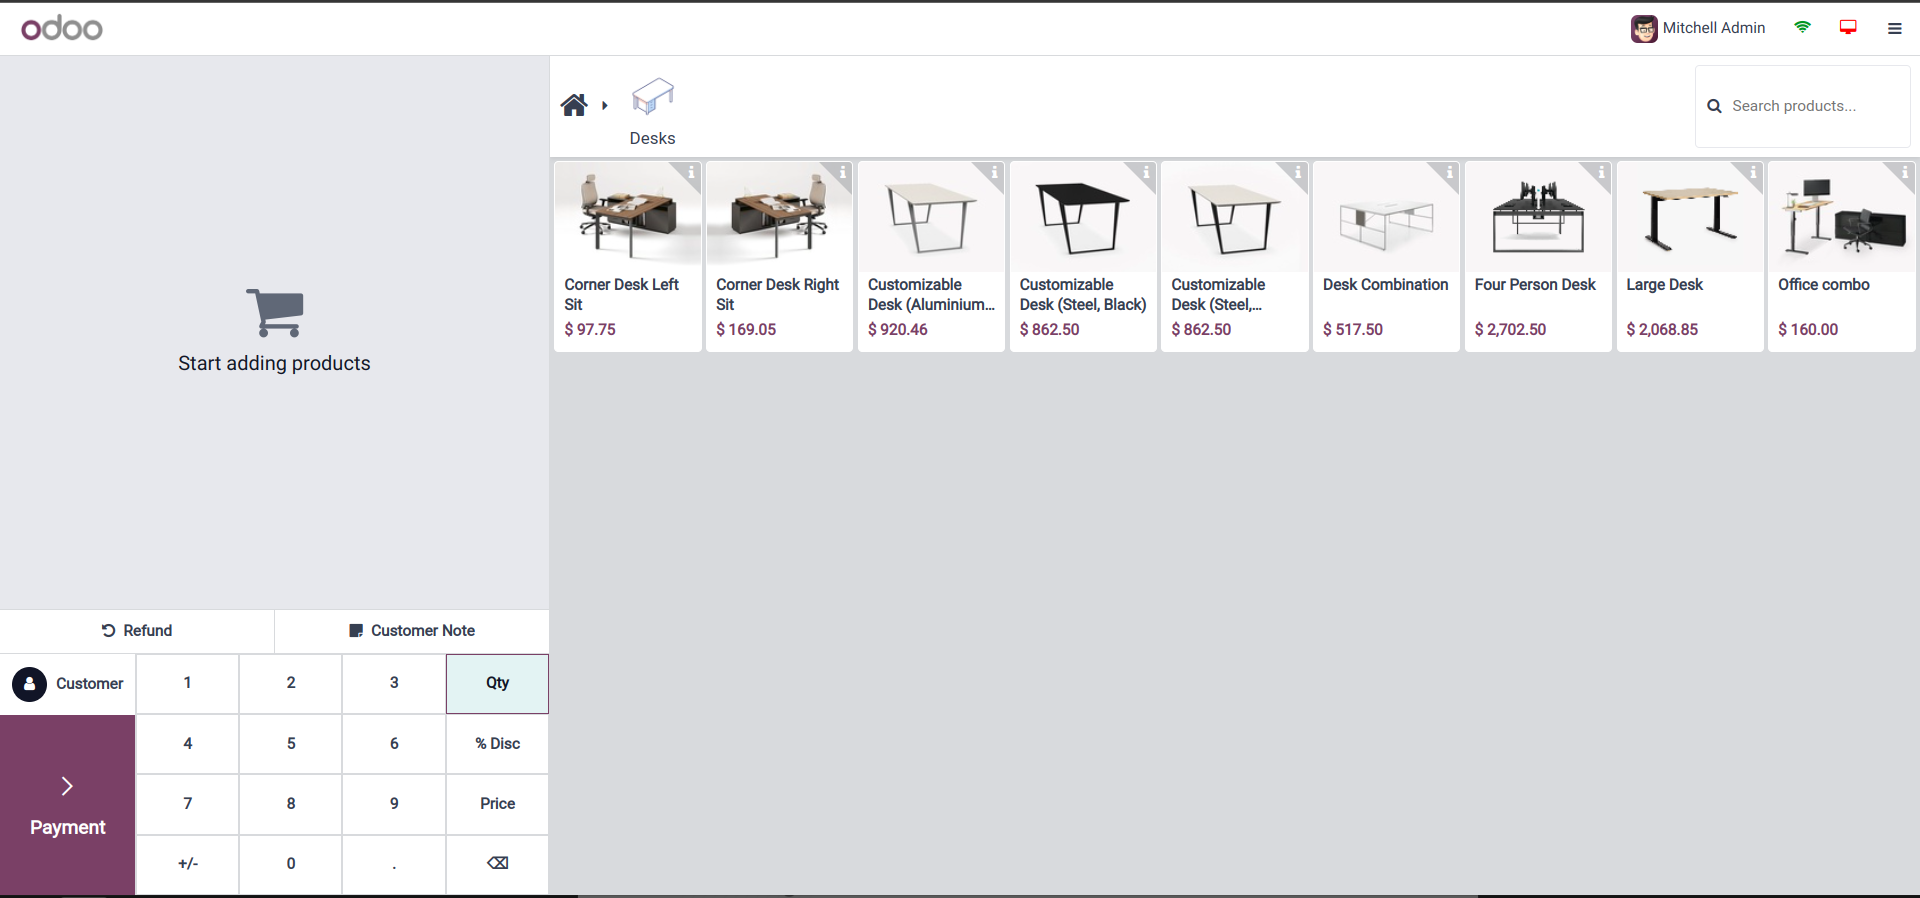 odoo
Mitchell Admin
Desks
Search products...
Corner Desk Left
Sit
$ 97.75
Corner Desk Right
Sit
$ 169.05
Customizable
Desk (Aluminium...
$ 920.46
Customizable
Desk (Steel, Black)
$ 862.50
Customizable
Desk (Steel,...
$ 862.50
Desk Combination
$ 517.50
Four Person Desk
$ 2,702.50
Large Desk
$ 2,068.85
Office combo
$ 160.00
Start adding products
Refund
Customer Note
Customer
1 2 3 Qty
4 5 6 % Disc
7 8 9 Price
Payment
+/- 0 .